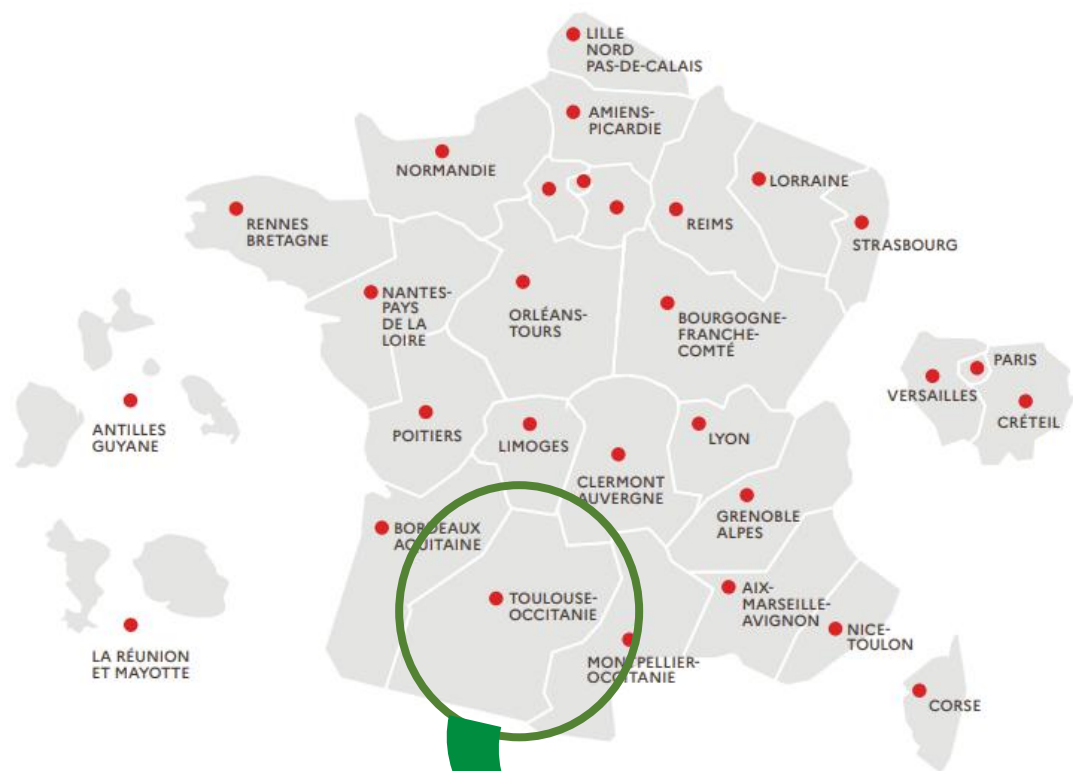 LILLE
NORD
PAS-DE-CALAIS
AMIENS-
PICARDIE
NORMANDIE
LORRAINE
RENNES
BRETAGNE
REIMS
STRASBOURG
NANTES-
PAYS
DE LA
LOIRE
ORLÉANS-
TOURS
BOURGOGNE-
FRANCHE-
COMTÉ
PARIS
VERSAILLES
CRÉTEIL
ANTILLES
GUYANE
POITIERS
LIMOGES
LYON
CLERMONT
AUVERGNE
GRENOBLE
ALPES
BORDEAUX
AQUITAINE
TOULOUSE-
OCCITANIE
AIX-
MARSEILLE-
AVIGNON
NICE-
TOULON
LA RÉUNION
ET MAYOTTE
MONTPELLIER-
OCCITANIE
CORSE